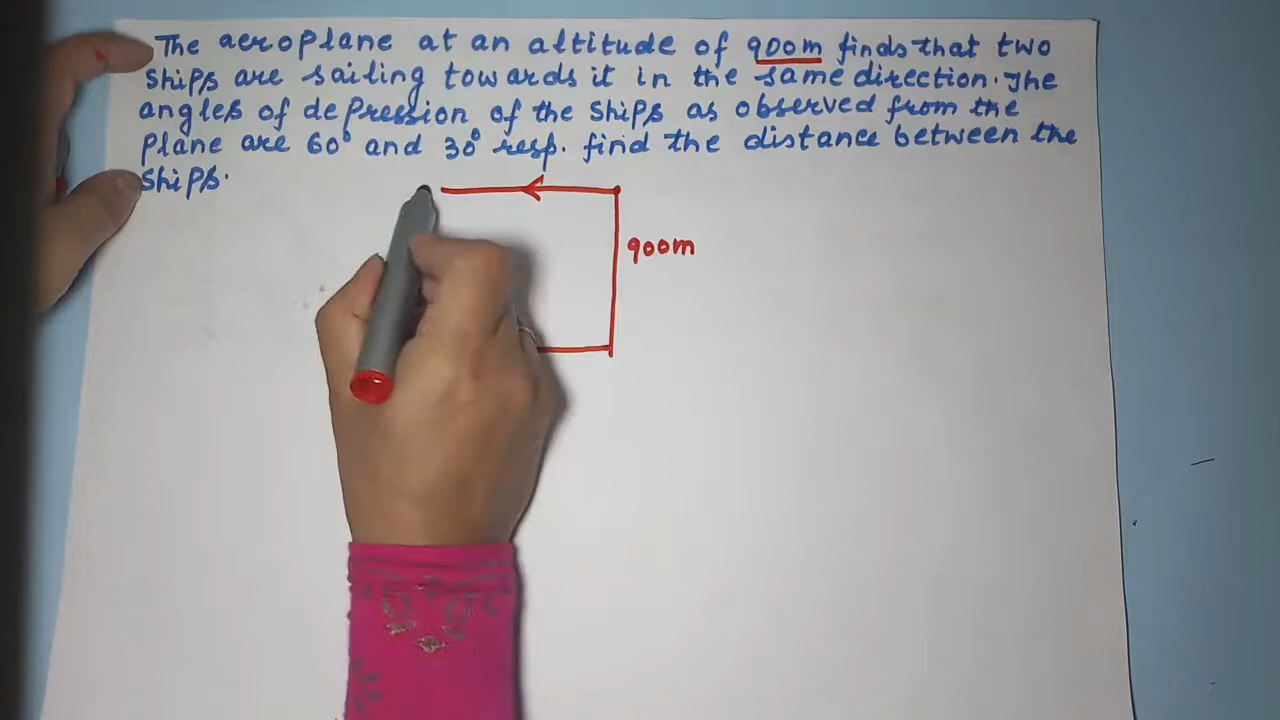 The aeroplane at an altitude of 900m finds that two
ships are sailing towards it in the same direction. The
angles of depression of the ships as observed from the
plane are 60° and 30° resp. find the distance between the
ships.
900m